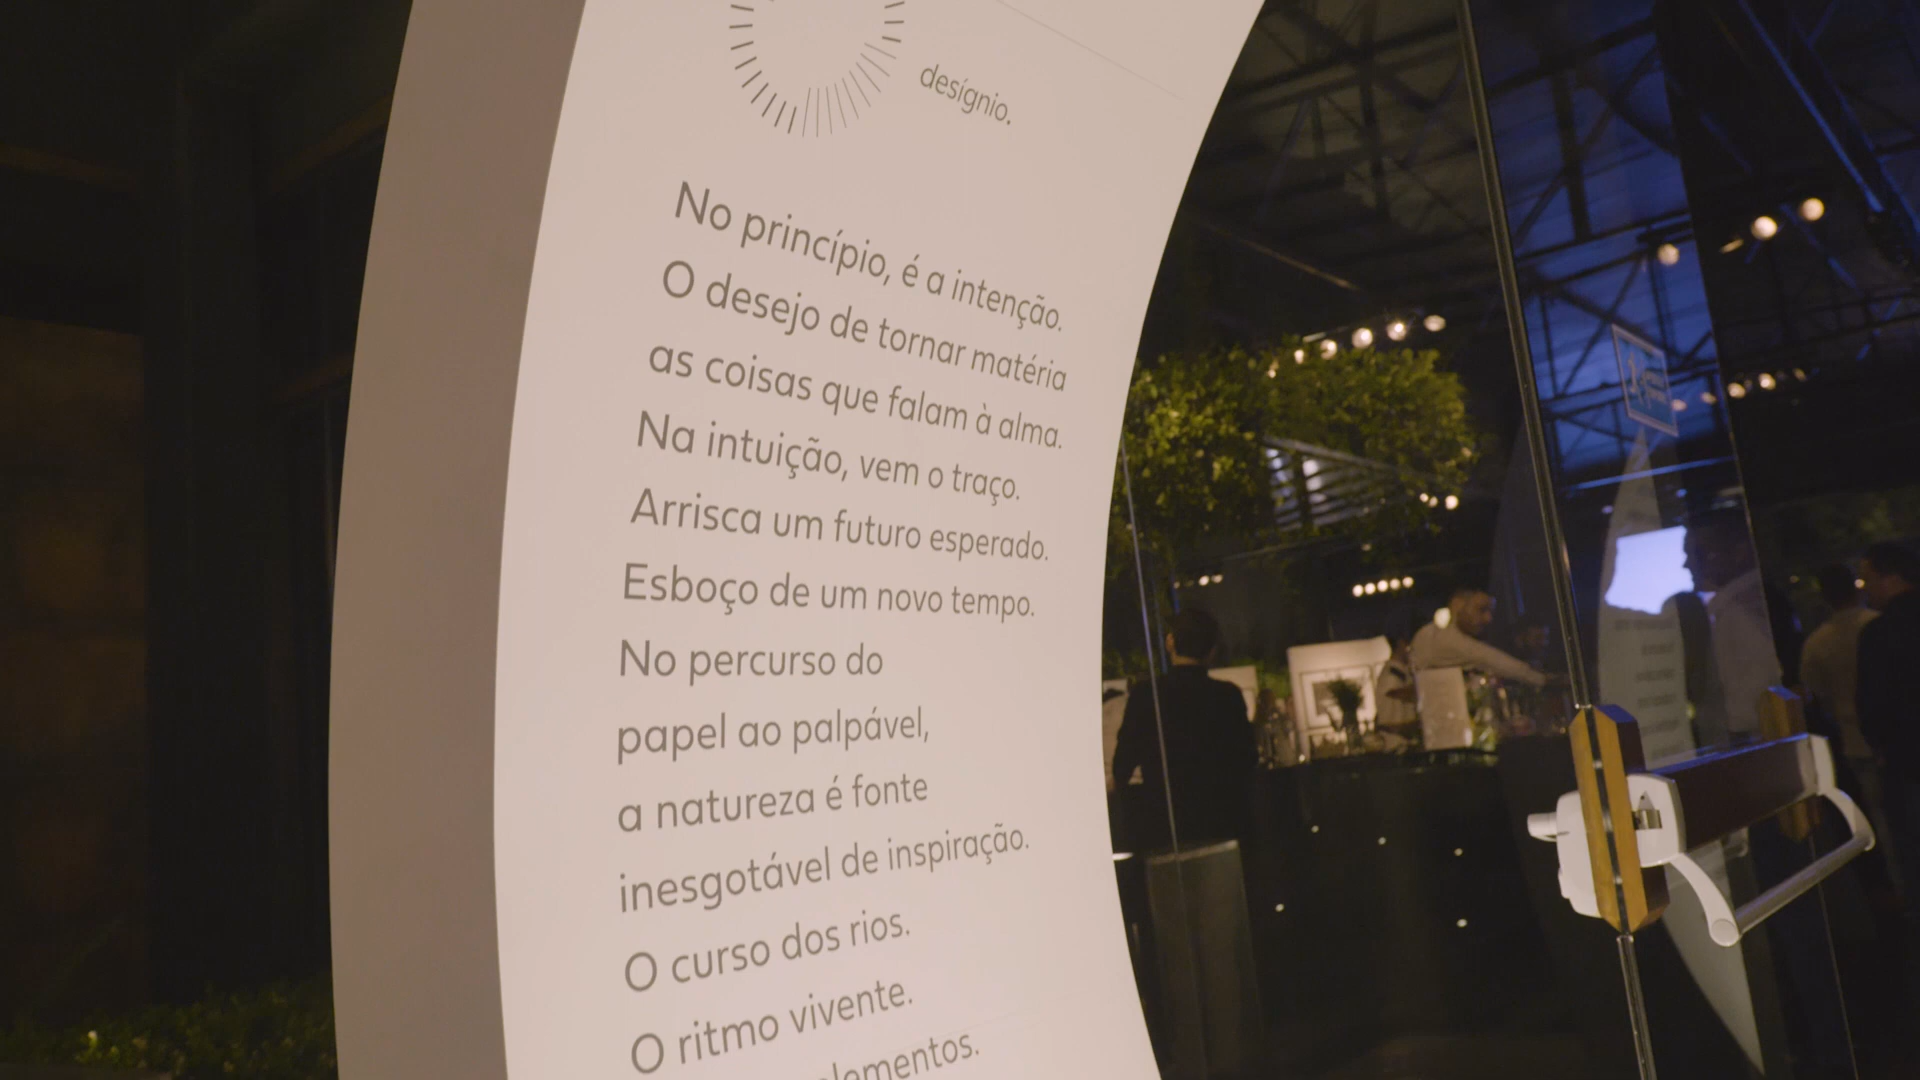 desígnio.
No princípio, é a intenção.
O desejo de tornar matéria
as coisas que falam à alma.
Na intuição, vem o traço.
Arrisca um futuro esperado.
Esboço de um novo tempo.
No percurso do
papel ao palpável,
a natureza é fonte
inesgotável de inspiração.
O curso dos rios.
O ritmo vivente.